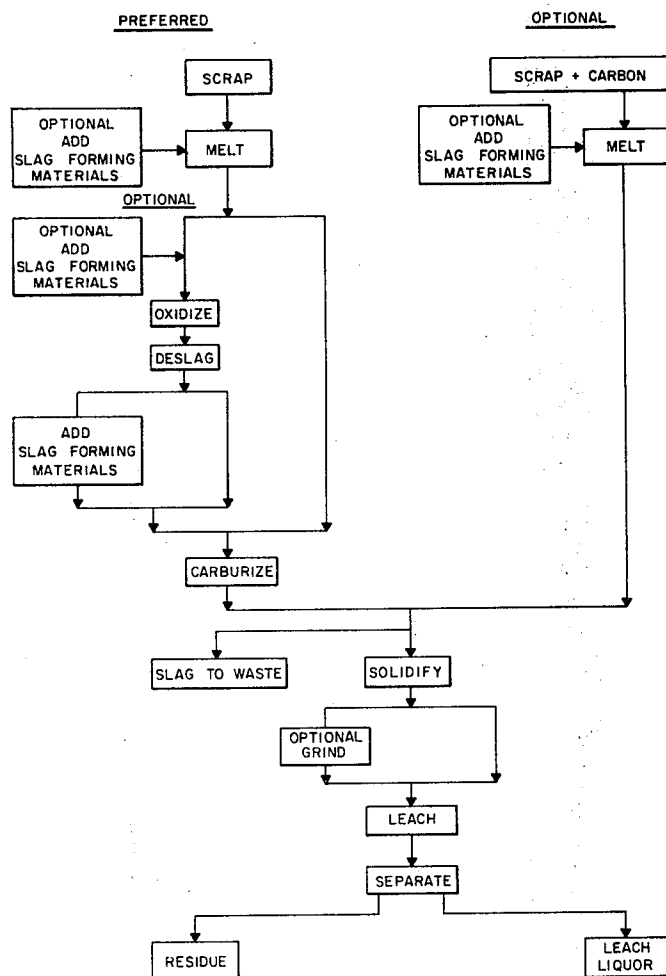 PREFERRED
OPTIONAL
SCRAP
SCRAP + CARBON
OPTIONAL
ADD
SLAG FORMING
MATERIALS
MELT
OPTIONAL
ADD
SLAG FORMING
MATERIALS
MELT
OPTIONAL
OPTIONAL
ADD
SLAG FORMING
MATERIALS
OXIDIZE
DESLAG
ADD
SLAG FORMING
MATERIALS
CARBURIZE
SLAG TO WASTE
SOLIDIFY
OPTIONAL
GRIND
LEACH
SEPARATE
RESIDUE
LEACH
LIQUOR